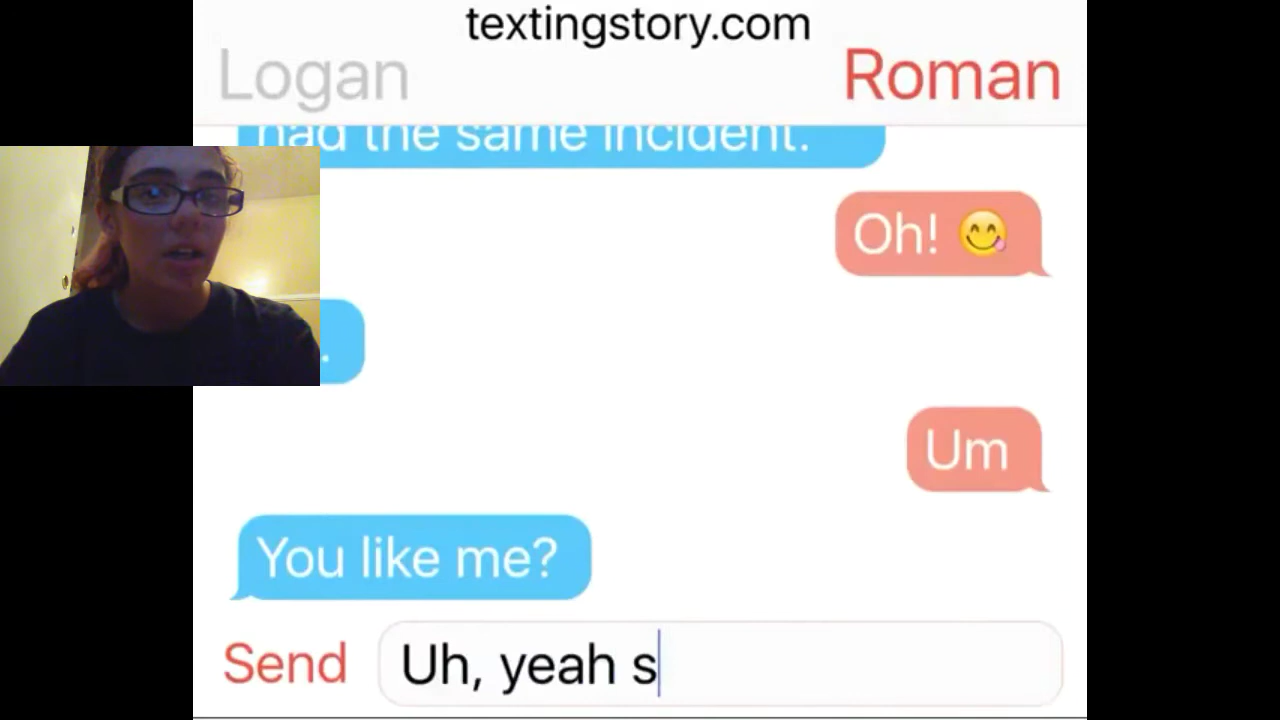 textingstory.com
Logan
Roman
had the same incident.
Oh! 😋
.
Um
You like me?
Send
Uh, yeah s